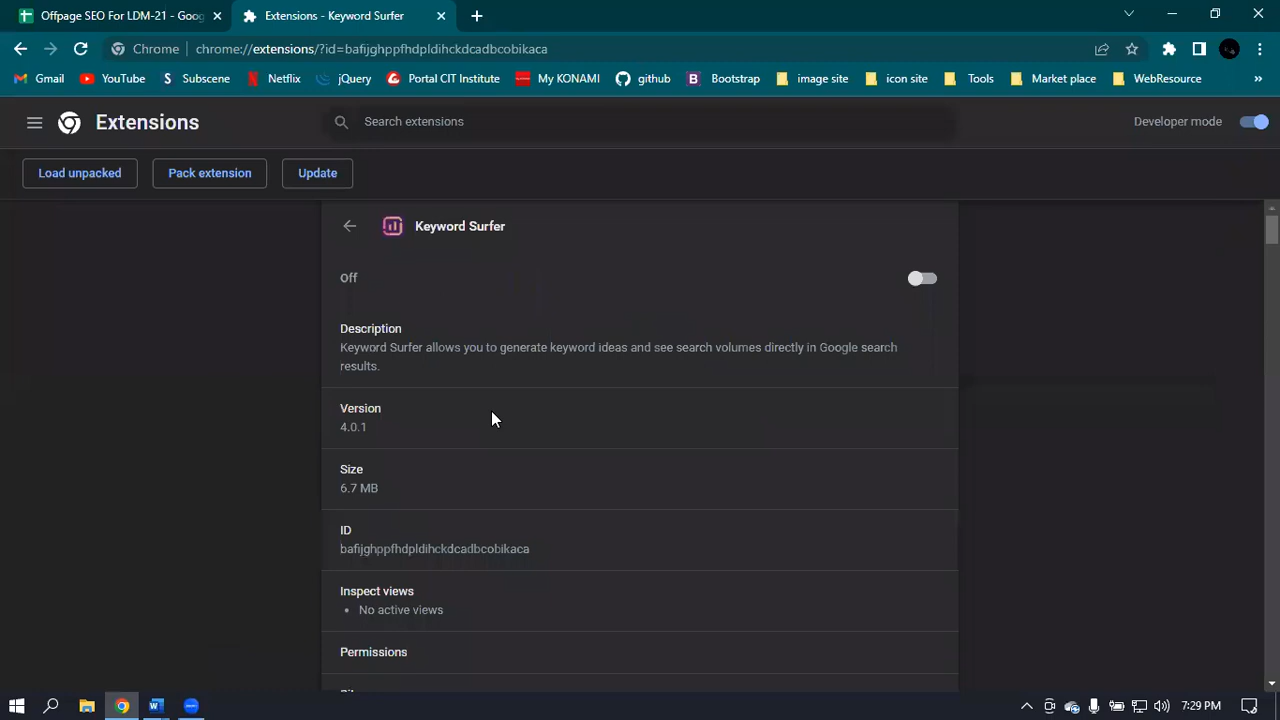 Offpage SEO For LDM-21 - Goog
Extensions - Keyword Surfer
Chrome
chrome://extensions/?id=bafijghppfhdpldihckdcadbcobikaca
Gmail
YouTube
Subscene
Netflix
jQuery
Portal CIT Institute
My KONAMI
github
Bootstrap
image site
icon site
Tools
Market place
WebResource
»
Extensions
Search extensions
Developer mode
Load unpacked
Pack extension
Update
Keyword Surfer
Off
Description
Keyword Surfer allows you to generate keyword ideas and see search volumes directly in Google search
results.
Version
4.0.1
Size
6.7 MB
ID
bafijghppfhdpldihckdcadbcobikaca
Inspect views
• No active views
Permissions
7:29 PM